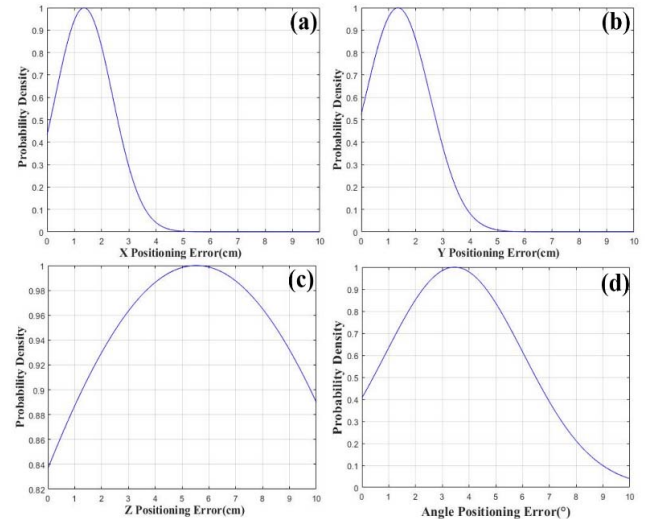 (a)
Probability Density
1
0.9
0.8
0.7
0.6
0.5
0.4
0.3
0.2
0.1
0
0 1 2 3 4 5 6 7 8 9 10
X Positioning Error(cm)
(b)
Probability Density
1
0.9
0.8
0.7
0.6
0.5
0.4
0.3
0.2
0.1
0
0 1 2 3 4 5 6 7 8 9 10
Y Positioning Error(cm)
(c)
Probability Density
1
0.98
0.96
0.94
0.92
0.9
0.88
0.86
0.84
0.82
0 1 2 3 4 5 6 7 8 9 10
Z Positioning Error(cm)
(d)
Probability Density
1
0.9
0.8
0.7
0.6
0.5
0.4
0.3
0.2
0.1
0
0 1 2 3 4 5 6 7 8 9 10
Angle Positioning Error(°)